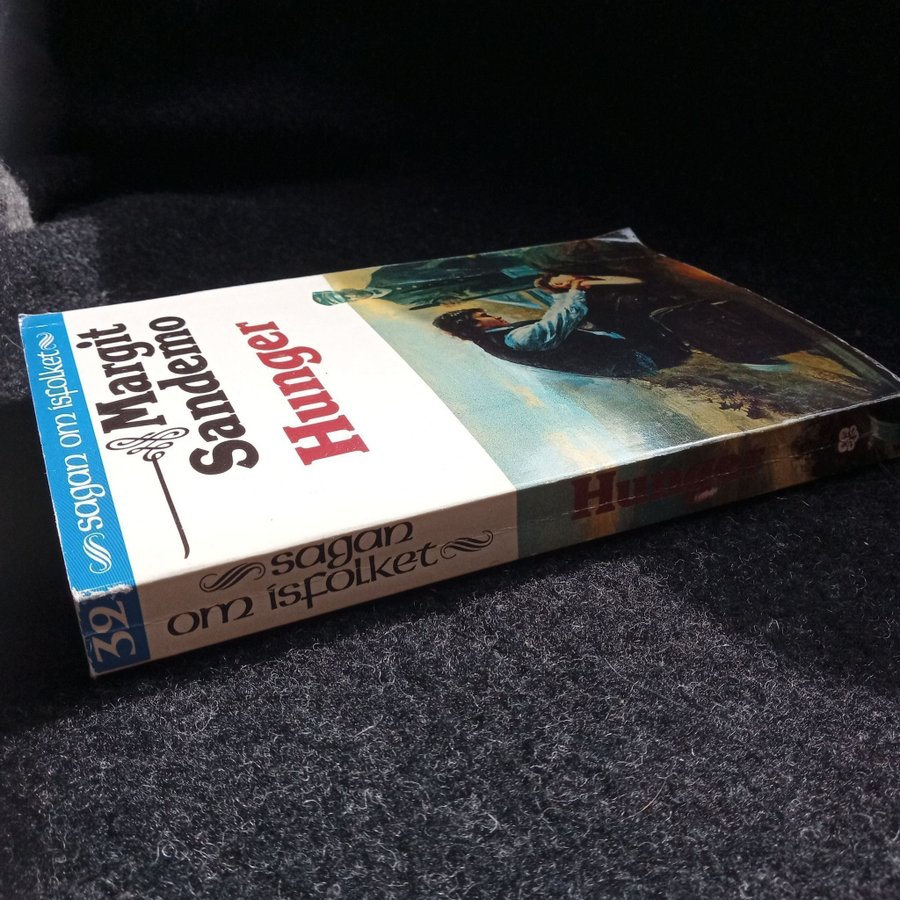 sagan om isfolket
Margit
Sandemo
Hunger
32
sagan
om isfolket
Hunger